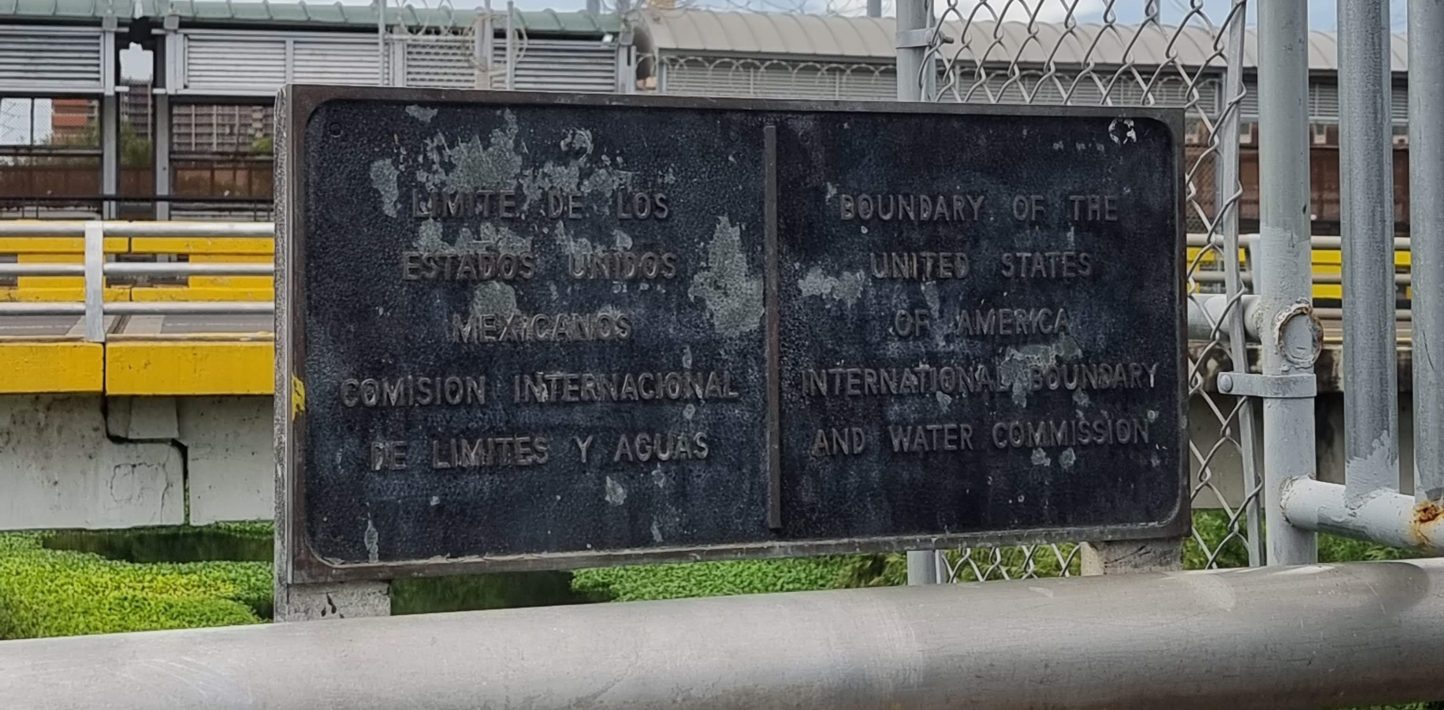 LIMITE DE LOS
ESTADOS UNIDOS
MEXICANOS
COMISION INTERNACIONAL
DE LIMITES Y AGUAS
BOUNDARY OF THE
UNITED STATES
OF AMERICA
INTERNATIONAL BOUNDARY
AND WATER COMMISSION